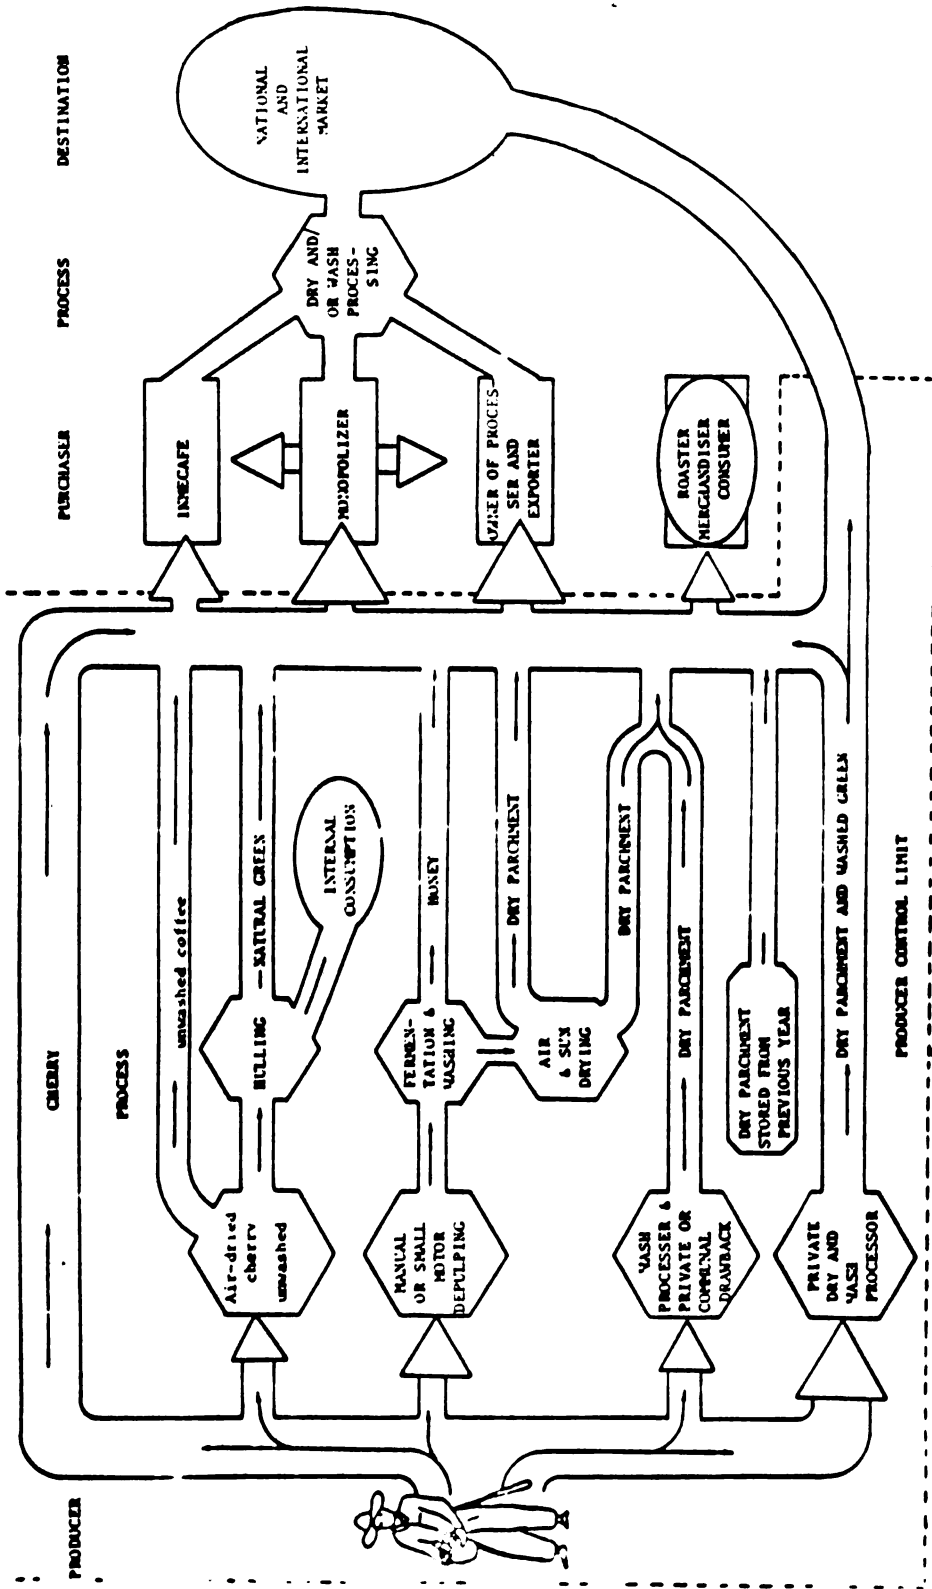 PRODUCER
PROCESS
PURCHASER
PROCESS
DESTINATION
CHERRY
unwashed coffee
Air-dried
cherry
unwashed
HULLING
NATURAL GREEN
INTERNAL
CONSUMPTION
MANUAL
OR SMALL
MOTOR
DEPULPING
FERMEN-
TATION &
WASHING
HONEY
AIR
& SUN
DRYING
DRY PARCHMENT
DRY PARCHMENT
WASH
PROCESSER &
PRIVATE OR
COMMUNAL
DRAWBACK
DRY PARCHMENT
DRY PARCHMENT
STORED FROM
PREVIOUS YEAR
PRIVATE
DRY AND
WASH
PROCESSOR
DRY PARCHMENT AND WASHED GREEN
PRODUCER CONTROL LIMIT
INMECAFE
MONOPOLIZER
OWNER OF PROCES-
SER AND
EXPORTER
ROASTER
MERCHANDISER
CONSUMER
DRY AND/
OR WASH
PROCES-
SING
NATIONAL
AND
INTERNATIONAL
MARKET